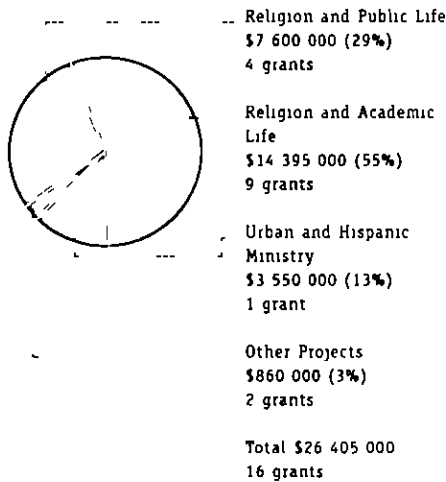 Religion and Public Life
$7 600 000 (29%)
4 grants
Religion and Academic
Life
$14 395 000 (55%)
9 grants
Urban and Hispanic
Ministry
$3 550 000 (13%)
1 grant
Other Projects
$860 000 (3%)
2 grants
Total $26 405 000
16 grants